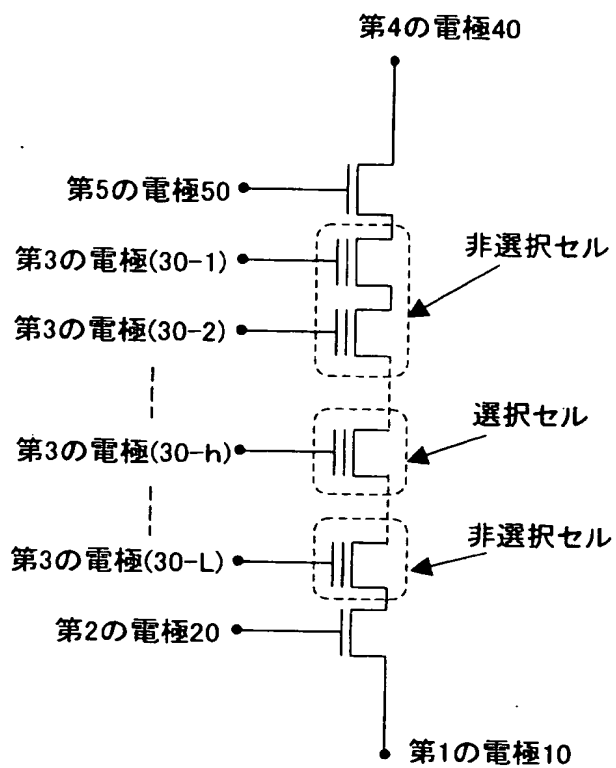 第4の電極40
第5の電極50
第3の電極(30-1)
非選択セル
第3の電極(30-2)
選択セル
第3の電極(30-h)
非選択セル
第3の電極(30-L)
第2の電極20
第1の電極10